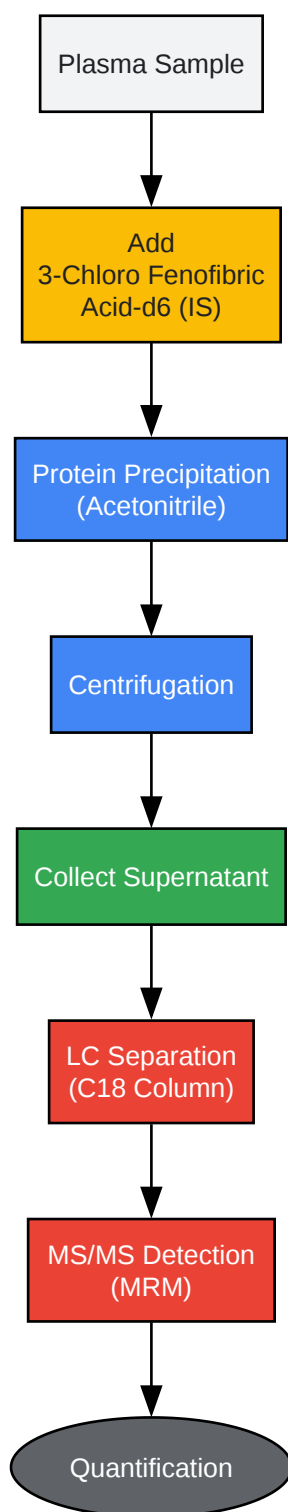 Plasma Sample
Add
3-Chloro Fenofibric
Acid-d6 (IS)
Protein Precipitation
(Acetonitrile)
Centrifugation
Collect Supernatant
LC Separation
(C18 Column)
MS/MS Detection
(MRM)
Quantification